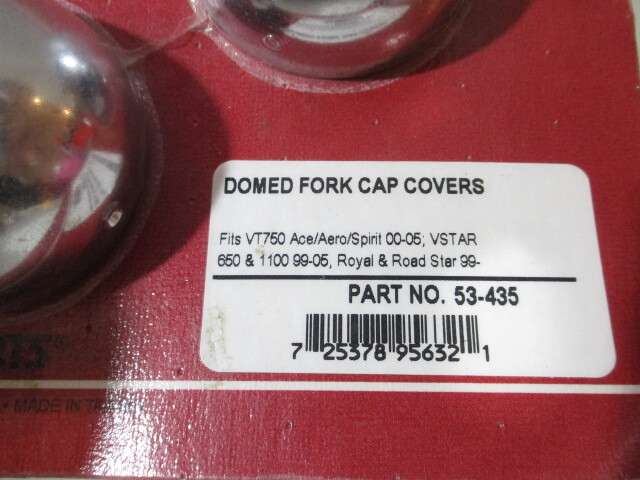 DOMED FORK CAP COVERS
Fits VT750 Ace/Aero/Spirit 00-05; VSTAR
650 & 1100 99-05, Royal & Road Star 99-
PART NO. 53-435
7 25378 95632 1
• MADE IN TAIWAN